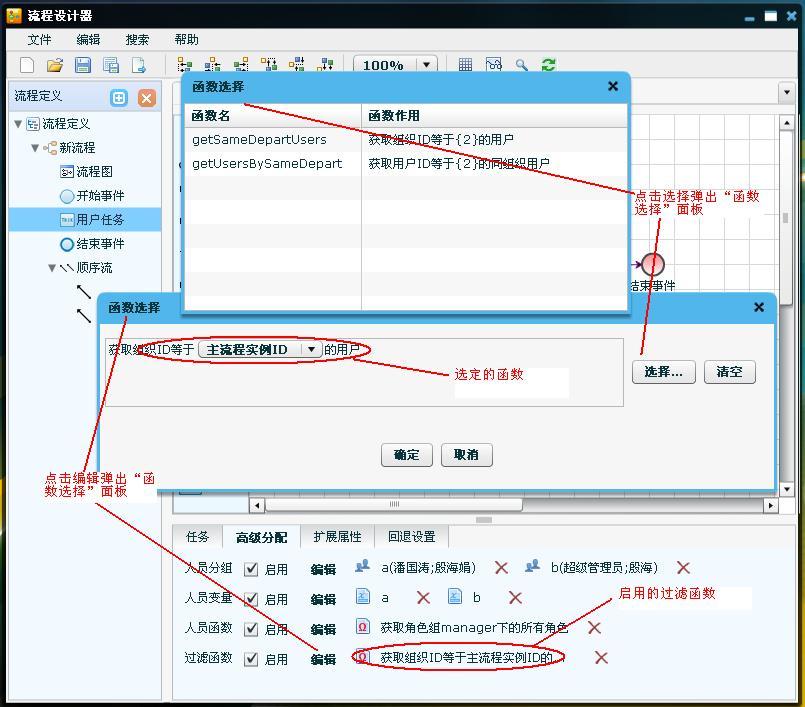 流程设计器
文件 编辑 搜索 帮助
100%
流程定义
流程定义
新流程
流程图
开始事件
用户任务
结束事件
顺序流
函数选择
函数名 函数作用
getSameDepartUsers 获取组织ID等于{2}的用户
getUsersBySameDepart 获取用户ID等于{2}的同组织用户
点击选择弹出“函数
选择”面板
结束事件
函数选择
获取组织ID等于 主流程实例ID 的用户
选择... 清空
选定的函数
确定 取消
点击编辑弹出“函
数选择”面板
任务 高级分配 扩展属性 回退设置
人员分组 启用 编辑 a(潘国涛;殷海娟) b(超级管理员;殷海)
人员变量 启用 编辑 a b
启用的过滤函数
人员函数 启用 编辑 获取角色组manager下的所有角色
过滤函数 启用 编辑 获取组织ID等于主流程实例ID的...